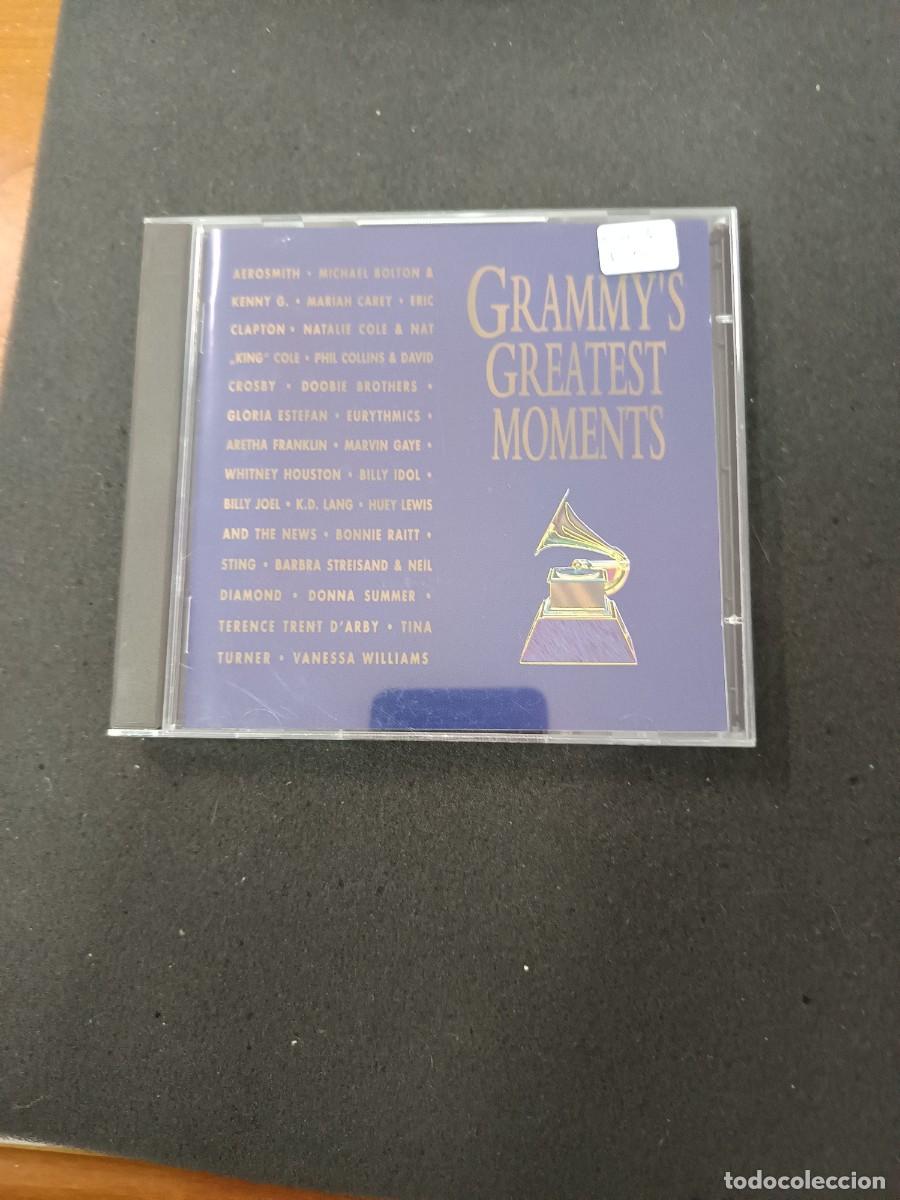 AEROSMITH • MICHAEL BOLTON &
KENNY G. • MARIAH CAREY • ERIC
CLAPTON • NATALIE COLE & NAT
„KING“ COLE • PHIL COLLINS & DAVID
CROSBY • DOOBIE BROTHERS •
GLORIA ESTEFAN • EURYTHMICS •
ARETHA FRANKLIN • MARVIN GAYE •
WHITNEY HOUSTON • BILLY IDOL •
BILLY JOEL • K.D. LANG • HUEY LEWIS
AND THE NEWS • BONNIE RAITT •
STING • BARBRA STREISAND & NEIL
DIAMOND • DONNA SUMMER •
TERENCE TRENT D'ARBY • TINA
TURNER • VANESSA WILLIAMS
GRAMMY'S
GREATEST
MOMENTS
todocoleccion